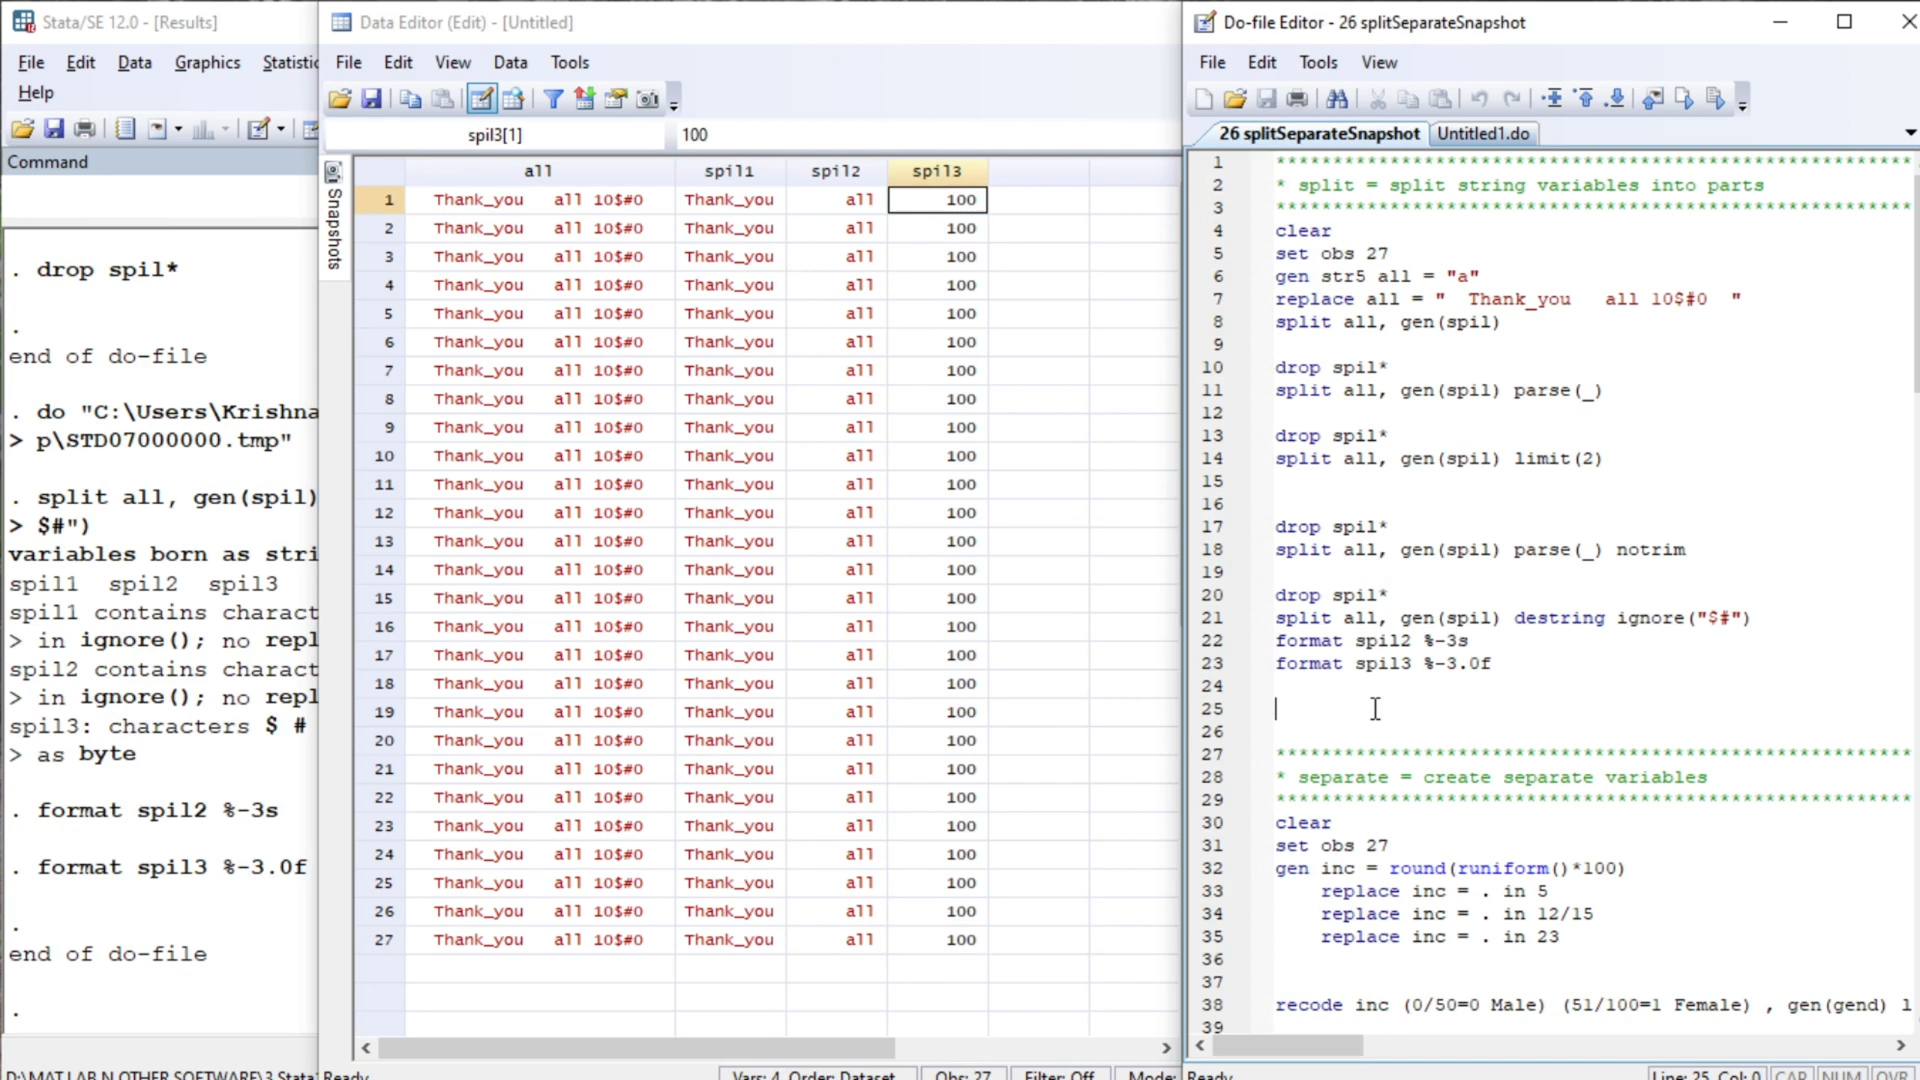 Stata/SE 12.0 - [Results]
File Edit Data Graphics Statistic
Help
Command
. drop spil*
.
end of do-file
. do "C:\Users\Krishna
> p\STD07000000.tmp"
. split all, gen(spil)
> $#")
variables born as stri
spil1 spil2 spil3
spil1 contains charact
> in ignore(); no repl
spil2 contains charact
> in ignore(); no repl
spil3: characters $ #
> as byte
. format spil2 %-3s
. format spil3 %-3.0f
.
end of do-file
.
D:\MAT LAB N OTHER SOFTWARE\3 Stata
Data Editor (Edit) - [Untitled]
File Edit View Data Tools
spil3[1] 100
Snapshots
all spil1 spil2 spil3
1 Thank_you all 10$#0 Thank_you all 100
2 Thank_you all 10$#0 Thank_you all 100
3 Thank_you all 10$#0 Thank_you all 100
4 Thank_you all 10$#0 Thank_you all 100
5 Thank_you all 10$#0 Thank_you all 100
6 Thank_you all 10$#0 Thank_you all 100
7 Thank_you all 10$#0 Thank_you all 100
8 Thank_you all 10$#0 Thank_you all 100
9 Thank_you all 10$#0 Thank_you all 100
10 Thank_you all 10$#0 Thank_you all 100
11 Thank_you all 10$#0 Thank_you all 100
12 Thank_you all 10$#0 Thank_you all 100
13 Thank_you all 10$#0 Thank_you all 100
14 Thank_you all 10$#0 Thank_you all 100
15 Thank_you all 10$#0 Thank_you all 100
16 Thank_you all 10$#0 Thank_you all 100
17 Thank_you all 10$#0 Thank_you all 100
18 Thank_you all 10$#0 Thank_you all 100
19 Thank_you all 10$#0 Thank_you all 100
20 Thank_you all 10$#0 Thank_you all 100
21 Thank_you all 10$#0 Thank_you all 100
22 Thank_you all 10$#0 Thank_you all 100
23 Thank_you all 10$#0 Thank_you all 100
24 Thank_you all 10$#0 Thank_you all 100
25 Thank_you all 10$#0 Thank_you all 100
26 Thank_you all 10$#0 Thank_you all 100
27 Thank_you all 10$#0 Thank_you all 100
Ready Vars: 4 Order: Dataset Obs: 27 Filter: Off Mode:
Do-file Editor - 26 splitSeparateSnapshot
File Edit Tools View
26 splitSeparateSnapshot Untitled1.do
1 ********************************************************
2 * split = split string variables into parts
3 ********************************************************
4 clear
5 set obs 27
6 gen str5 all = "a"
7 replace all = "  Thank_you   all 10$#0  "
8 split all, gen(spil)
9
10 drop spil*
11 split all, gen(spil) parse(_)
12
13 drop spil*
14 split all, gen(spil) limit(2)
15
16
17 drop spil*
18 split all, gen(spil) parse(_) notrim
19
20 drop spil*
21 split all, gen(spil) destring ignore("$#")
22 format spil2 %-3s
23 format spil3 %-3.0f
24
25
26
27 ********************************************************
28 * separate = create separate variables
29 ********************************************************
30 clear
31 set obs 27
32 gen inc = round(runiform()*100)
33 replace inc = . in 5
34 replace inc = . in 12/15
35 replace inc = . in 23
36
37
38 recode inc (0/50=0 Male) (51/100=1 Female) , gen(gend) l
39
Ready Line: 25, Col: 0 CAP NUM OVR